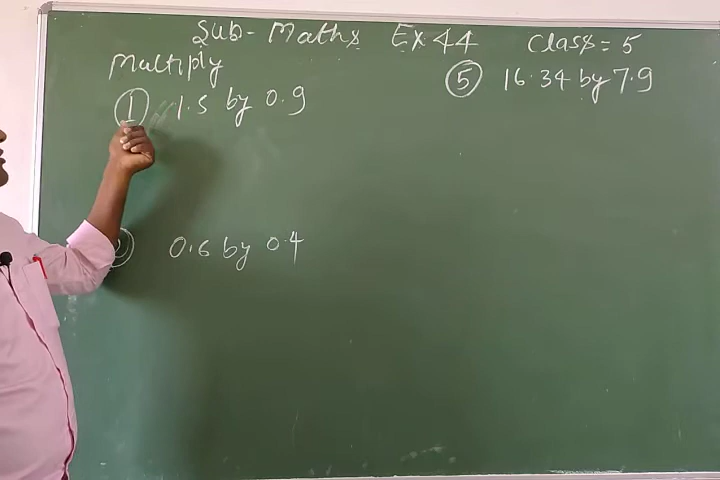 Sub- Maths Ex. 44 Class = 5
Multiply
① 1.5 by 0.9
0.6 by 0.4
⑤ 16.34 by 7.9